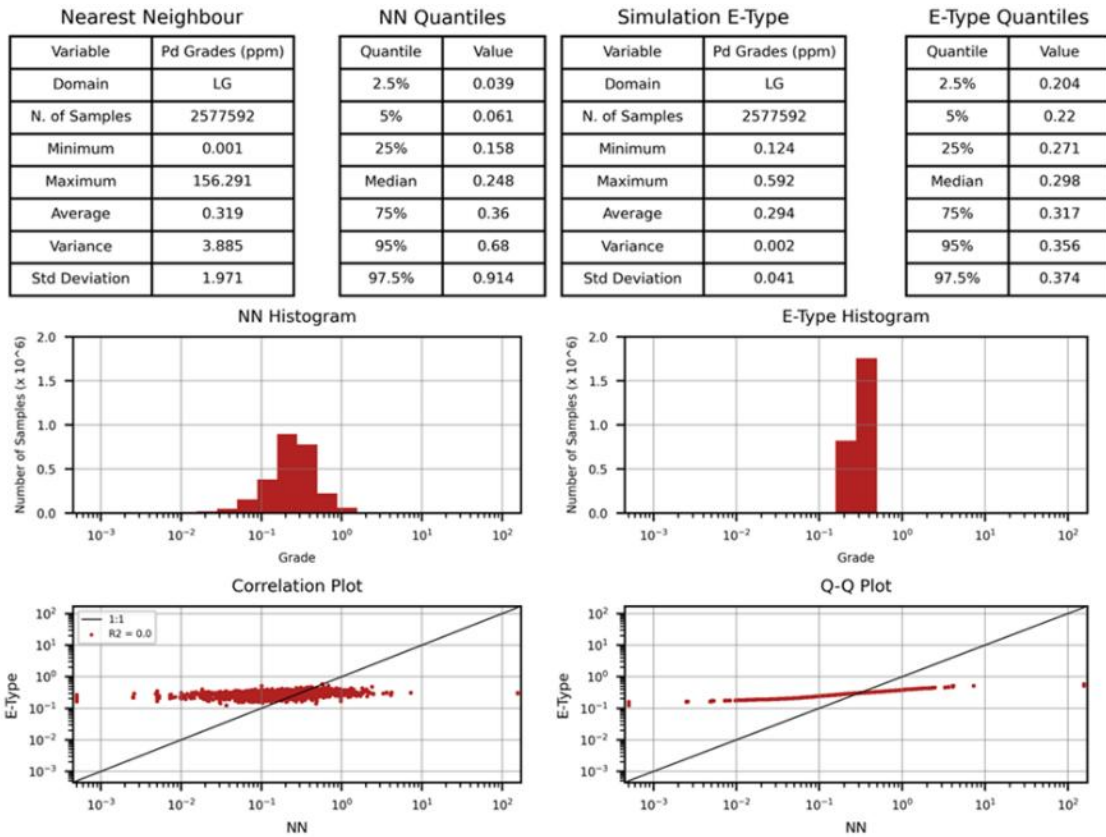 Nearest Neighbour
Variable Pd Grades (ppm)
Domain LG
N. of Samples 2577592
Minimum 0.001
Maximum 156.291
Average 0.319
Variance 3.885
Std Deviation 1.971
NN Quantiles
Quantile Value
2.5% 0.039
5% 0.061
25% 0.158
Median 0.248
75% 0.36
95% 0.68
97.5% 0.914
Simulation E-Type
Variable Pd Grades (ppm)
Domain LG
N. of Samples 2577592
Minimum 0.124
Maximum 0.592
Average 0.294
Variance 0.002
Std Deviation 0.041
E-Type Quantiles
Quantile Value
2.5% 0.204
5% 0.22
25% 0.271
Median 0.298
75% 0.317
95% 0.356
97.5% 0.374
NN Histogram
Number of Samples (x 10^6)
2.0
1.5
1.0
0.5
0.0
10⁻³ 10⁻² 10⁻¹ 10⁰ 10¹ 10²
Grade
E-Type Histogram
Number of Samples (x 10^6)
2.0
1.5
1.0
0.5
0.0
10⁻³ 10⁻² 10⁻¹ 10⁰ 10¹ 10²
Grade
Correlation Plot
1:1
R2 = 0.0
E-Type
10²
10¹
10⁰
10⁻¹
10⁻²
10⁻³
10⁻³ 10⁻² 10⁻¹ 10⁰ 10¹ 10²
NN
Q-Q Plot
E-Type
10²
10¹
10⁰
10⁻¹
10⁻²
10⁻³
10⁻³ 10⁻² 10⁻¹ 10⁰ 10¹ 10²
NN